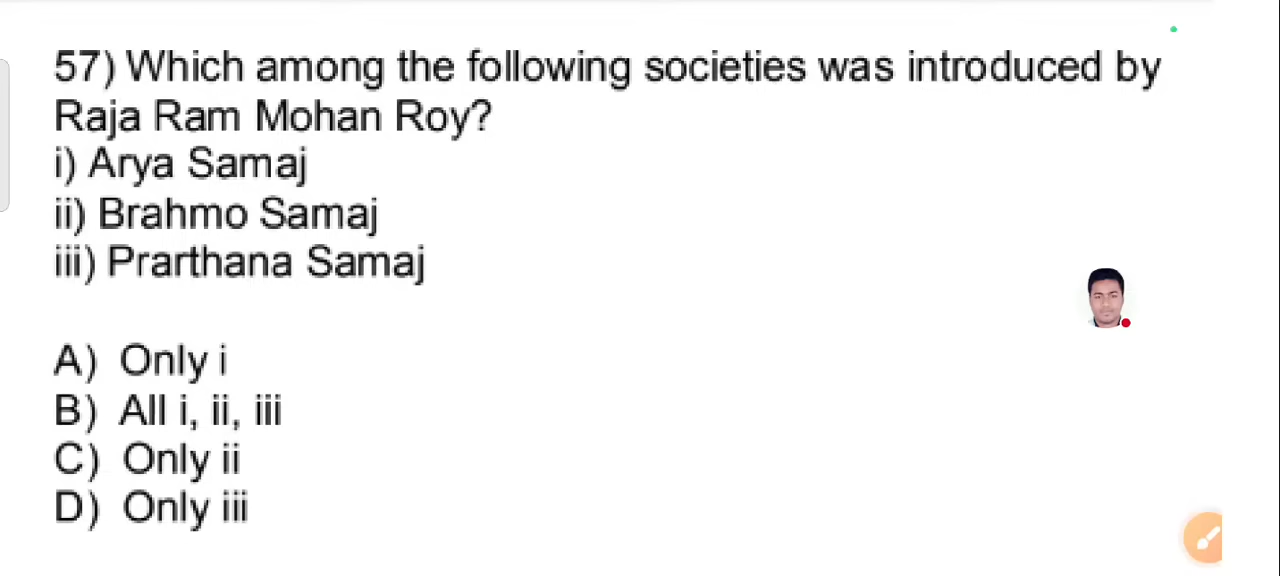 57) Which among the following societies was introduced by
Raja Ram Mohan Roy?
i) Arya Samaj
ii) Brahmo Samaj
iii) Prarthana Samaj
A) Only i
B) All i, ii, iii
C) Only ii
D) Only iii